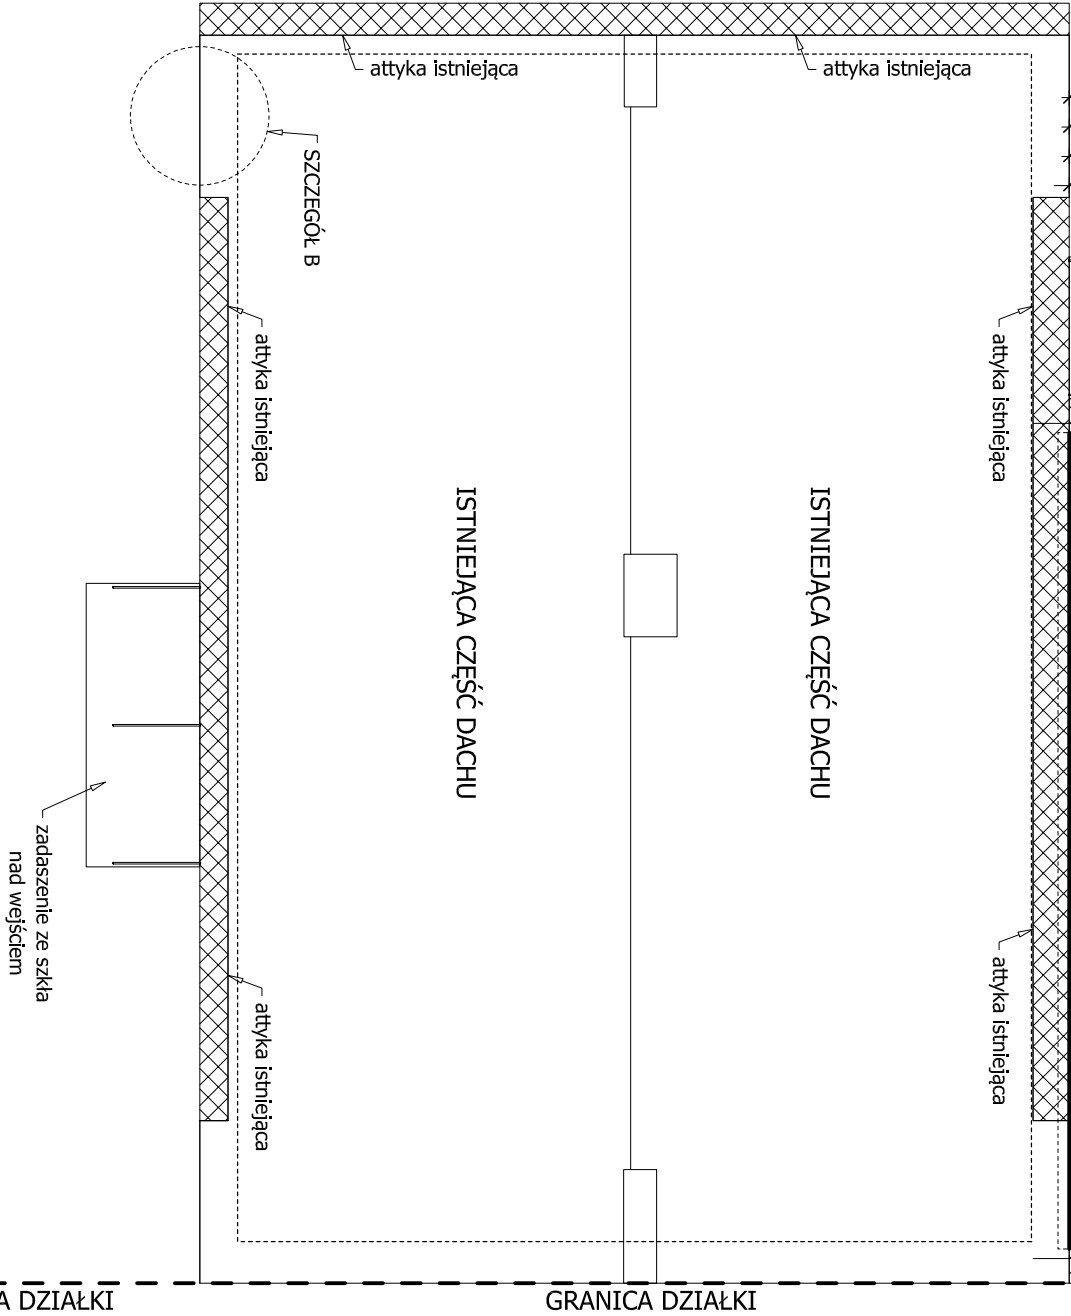 attyka istniejąca
attyka istniejąca
SZCZEGÓŁ B
attyka istniejąca
attyka istniejąca
ISTNIEJĄCA CZĘŚĆ DACHU
ISTNIEJĄCA CZĘŚĆ DACHU
zadaszenie ze szkła
nad wejściem
attyka istniejąca
attyka istniejąca
A DZIAŁKI
GRANICA DZIAŁKI